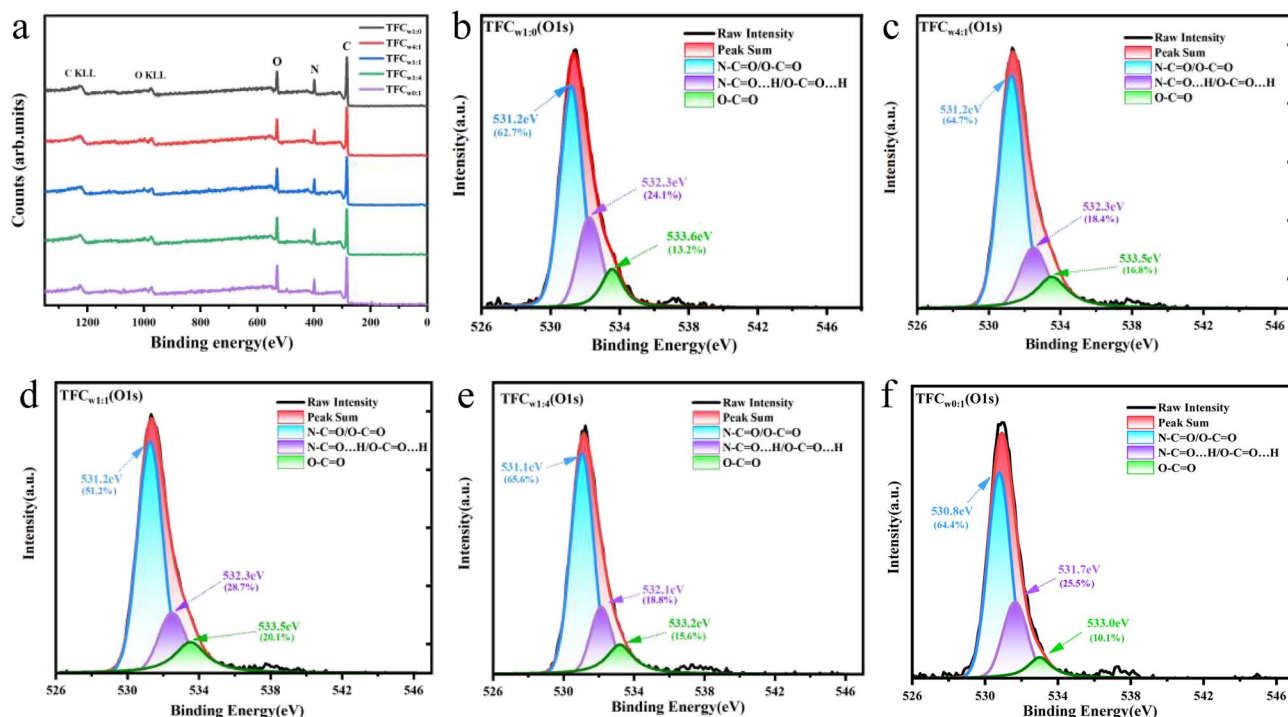 a
TFCw1:0
TFCw4:1
TFCw1:1
TFCw1:4
TFCw0:1
C KLL
O KLL
O
N
C
Counts (arb.units)
1200 1000 800 600 400 200 0
Binding energy(eV)
b
TFCw1:0(O1s)
Raw Intensity
Peak Sum
N-C=O/O-C=O
N-C=O…H/O-C=O…H
O-C=O
531.2eV
(62.7%)
532.3eV
(24.1%)
533.6eV
(13.2%)
Intensity(a.u.)
526 530 534 538 542 546
Binding Energy(eV)
c
TFCw4:1(O1s)
Raw Intensity
Peak Sum
N-C=O/O-C=O
N-C=O…H/O-C=O…H
O-C=O
531.2eV
(64.7%)
532.3eV
(18.4%)
533.5eV
(16.8%)
Intensity(a.u.)
526 530 534 538 542 546
Binding Energy(eV)
d
TFCw1:1(O1s)
Raw Intensity
Peak Sum
N-C=O/O-C=O
N-C=O…H/O-C=O…H
O-C=O
531.2eV
(51.2%)
532.3eV
(28.7%)
533.5eV
(20.1%)
Intensity(a.u.)
526 530 534 538 542 546
Binding Energy(eV)
e
TFCw1:4(O1s)
Raw Intensity
Peak Sum
N-C=O/O-C=O
N-C=O…H/O-C=O…H
O-C=O
531.1eV
(65.6%)
532.1eV
(18.8%)
533.2eV
(15.6%)
Intensity(a.u.)
526 530 534 538 542 546
Binding Energy(eV)
f
TFCw0:1(O1s)
Raw Intensity
Peak Sum
N-C=O/O-C=O
N-C=O…H/O-C=O…H
O-C=O
530.8eV
(64.4%)
531.7eV
(25.5%)
533.0eV
(10.1%)
Intensity(a.u.)
526 530 534 538 542 546
Binding Energy(eV)